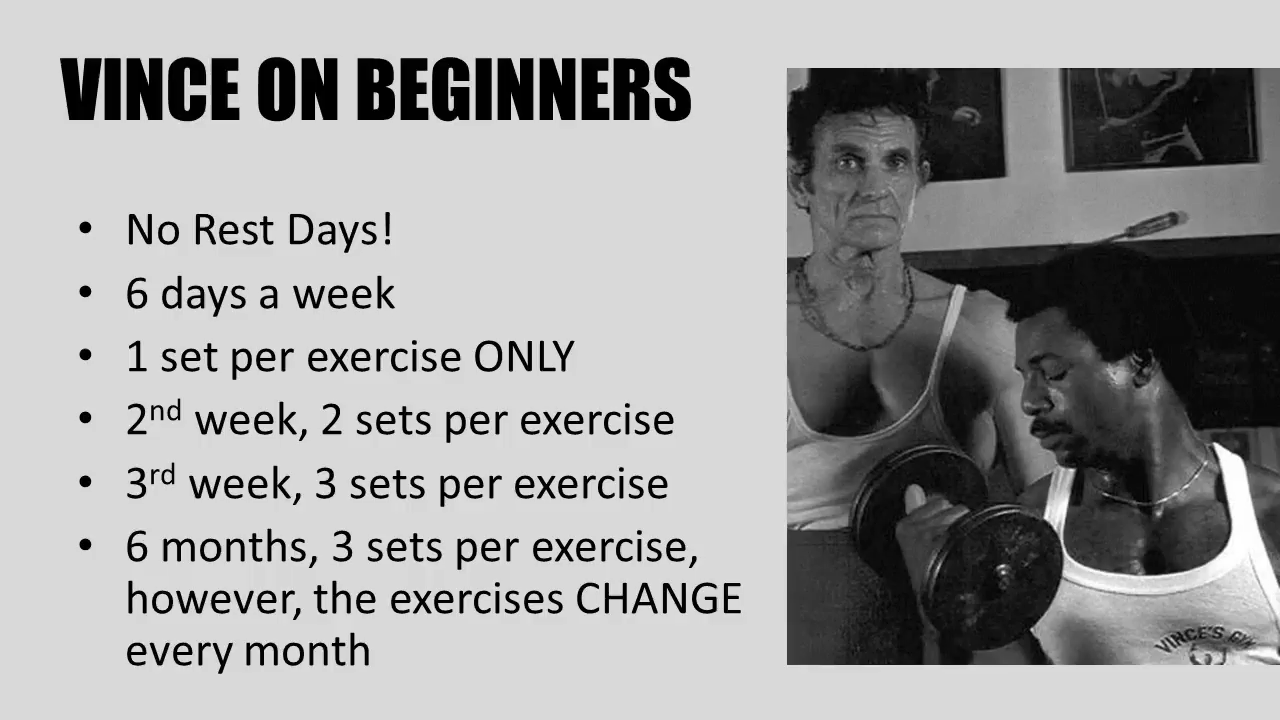 VINCE ON BEGINNERS
• No Rest Days!
• 6 days a week
• 1 set per exercise ONLY
• 2nd week, 2 sets per exercise
• 3rd week, 3 sets per exercise
• 6 months, 3 sets per exercise,
however, the exercises CHANGE
every month
VINCE'S GYM